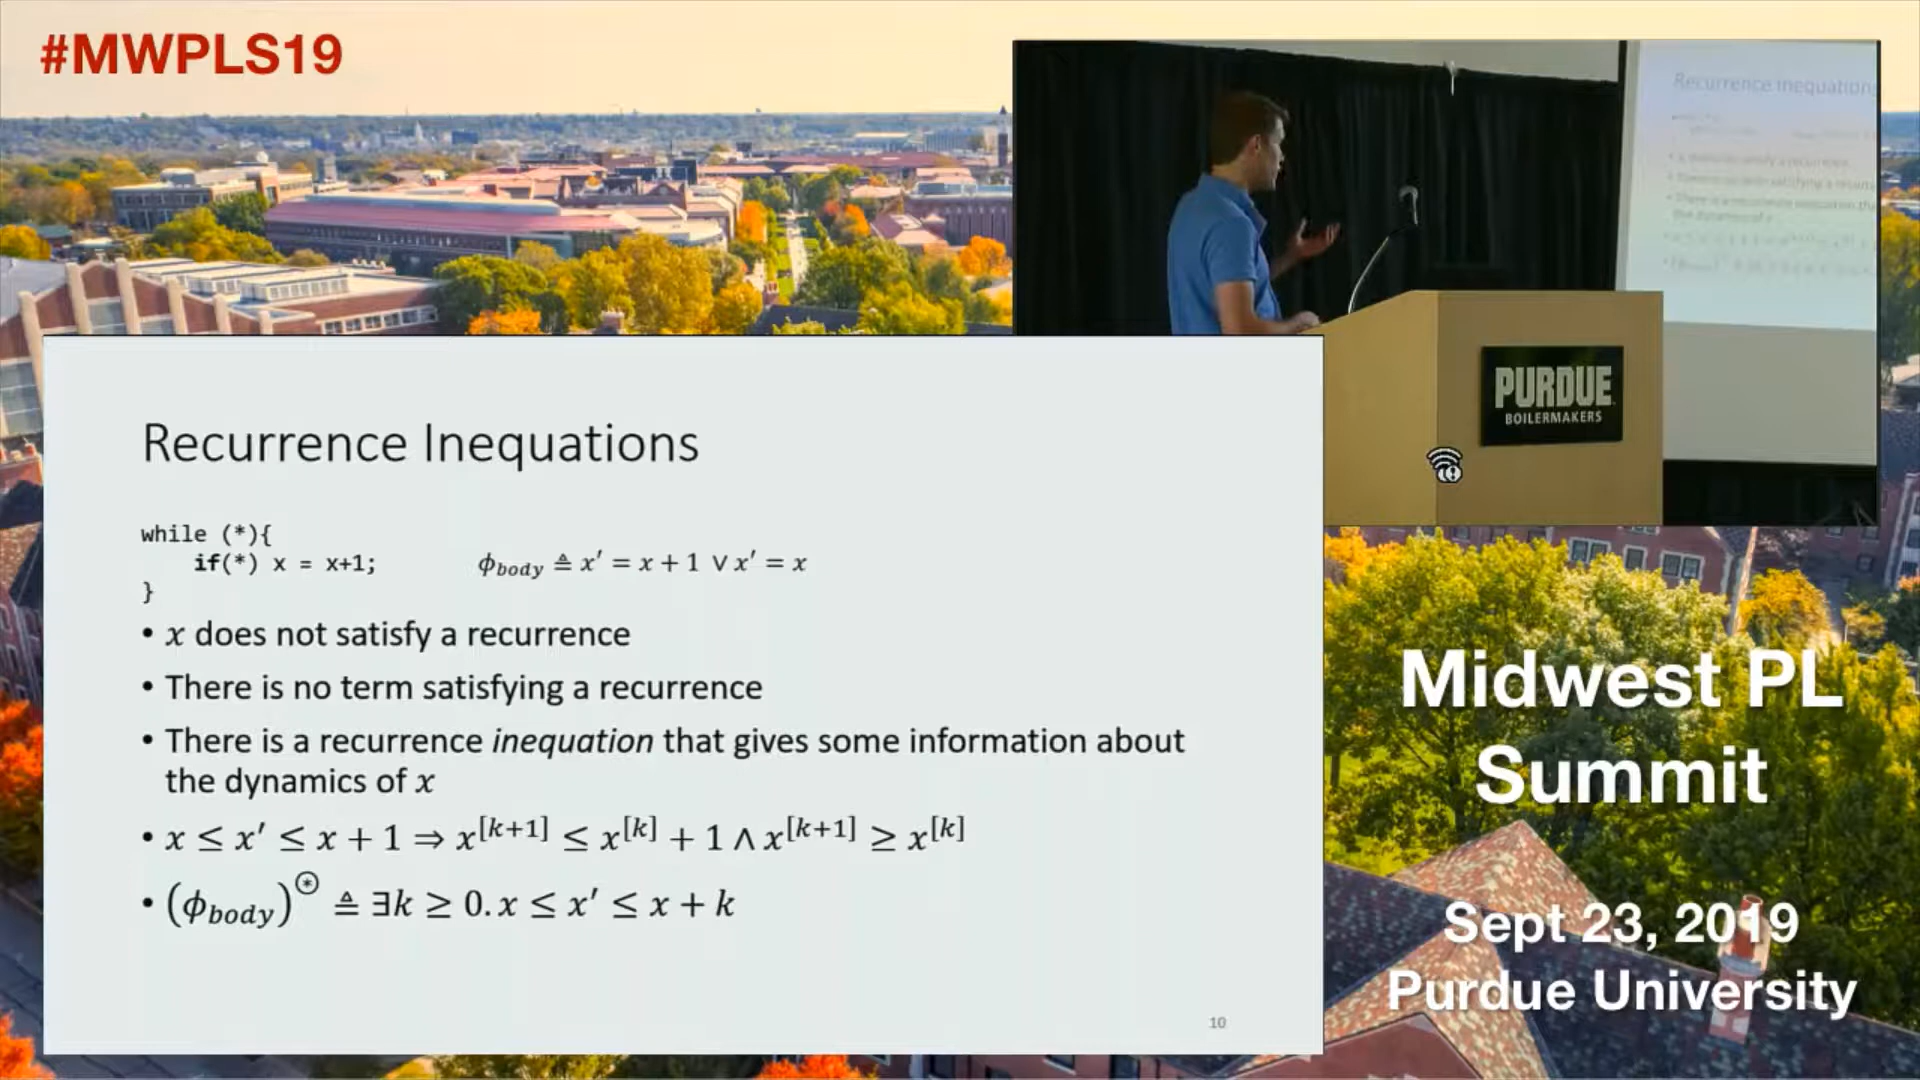 #MWPLS19
Recurrence Inequations
PURDUE
BOILERMAKERS
Recurrence Inequations
while (*){
if(*) x = x+1;
ϕ_body ≜ x′ = x + 1 ∨ x′ = x
}
• x does not satisfy a recurrence
• There is no term satisfying a recurrence
• There is a recurrence inequation that gives some information about
the dynamics of x
• x ≤ x′ ≤ x + 1 ⇒ x^[k+1] ≤ x^[k] + 1 ∧ x^[k+1] ≥ x^[k]
• (ϕ_body)^⊛ ≜ ∃k ≥ 0. x ≤ x′ ≤ x + k
10
Midwest PL
Summit
Sept 23, 2019
Purdue University